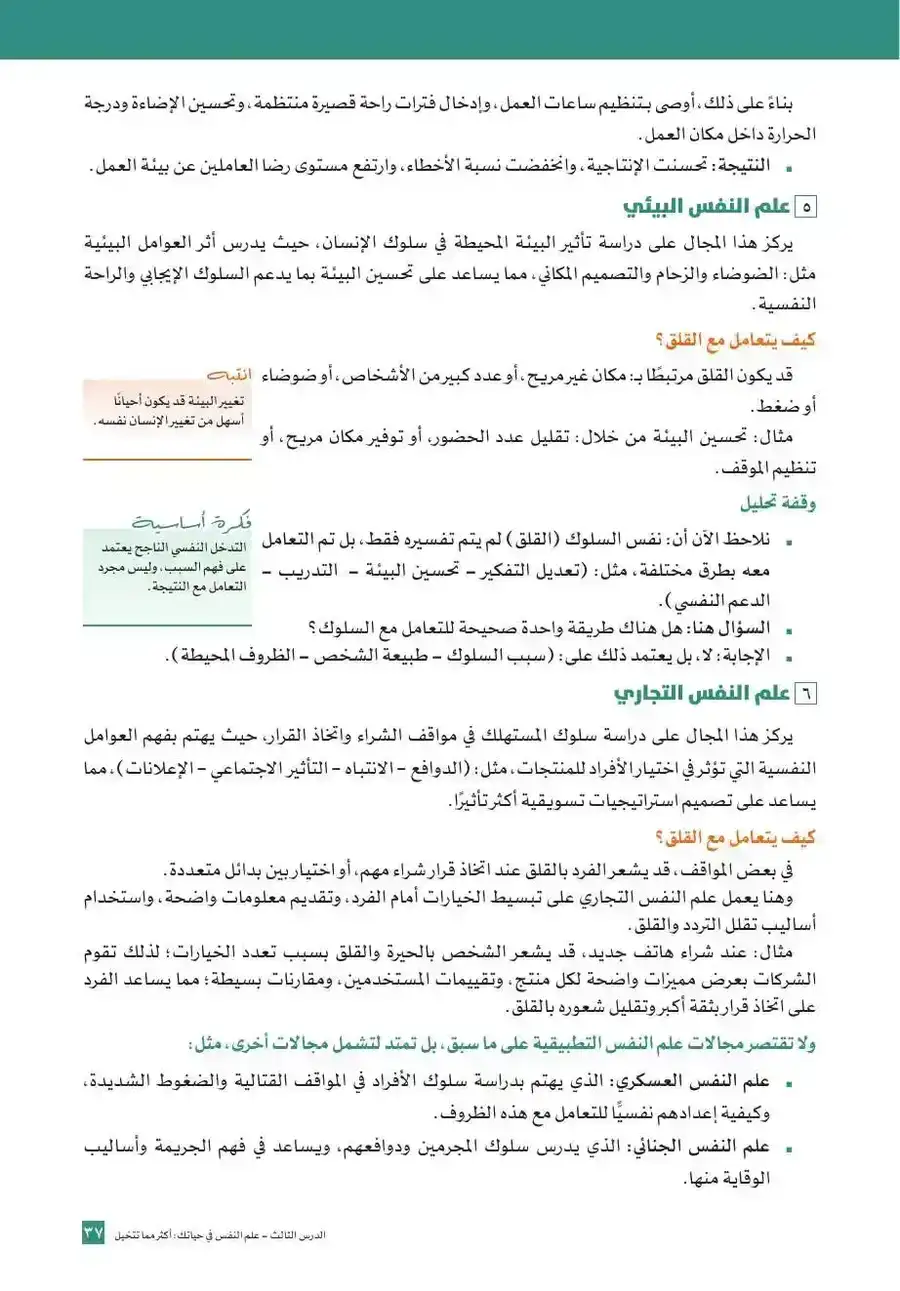 بناءً على ذلك، أوصى بتنظيم ساعات العمل، وإدخال فترات راحة قصيرة منتظمة، وتحسين الإضاءة ودرجة
الحرارة داخل مكان العمل.
▪ النتيجة: تحسنت الإنتاجية، وانخفضت نسبة الأخطاء، وارتفع مستوى رضا العاملين عن بيئة العمل.
٥ علم النفس البيئي
يركز هذا المجال على دراسة تأثير البيئة المحيطة في سلوك الإنسان، حيث يدرس أثر العوامل البيئية
مثل: الضوضاء والزحام والتصميم المكاني، مما يساعد على تحسين البيئة بما يدعم السلوك الإيجابي والراحة
النفسية.
كيف يتعامل مع القلق؟
قد يكون القلق مرتبطًا بـ: مكان غير مريح، أو عدد كبير من الأشخاص، أو ضوضاء
أو ضغط.
مثال: تحسين البيئة من خلال: تقليل عدد الحضور، أو توفير مكان مريح، أو
تنظيم الموقف.
انتبه
تغيير البيئة قد يكون أحيانًا
أسهل من تغيير الإنسان نفسه.
وقفة تحليل
▪ نلاحظ الآن أن: نفس السلوك (القلق) لم يتم تفسيره فقط، بل تم التعامل
معه بطرق مختلفة، مثل: (تعديل التفكير – تحسين البيئة – التدريب –
الدعم النفسي).
▪ السؤال هنا: هل هناك طريقة واحدة صحيحة للتعامل مع السلوك؟
▪ الإجابة: لا، بل يعتمد ذلك على: (سبب السلوك – طبيعة الشخص – الظروف المحيطة).
فكرة أساسية
التدخل النفسي الناجح يعتمد
على فهم السبب، وليس مجرد
التعامل مع النتيجة.
٦ علم النفس التجاري
يركز هذا المجال على دراسة سلوك المستهلك في مواقف الشراء واتخاذ القرار، حيث يهتم بفهم العوامل
النفسية التي تؤثر في اختيار الأفراد للمنتجات، مثل: (الدوافع – الانتباه – التأثير الاجتماعي – الإعلانات)، مما
يساعد على تصميم استراتيجيات تسويقية أكثر تأثيرًا.
كيف يتعامل مع القلق؟
في بعض المواقف، قد يشعر الفرد بالقلق عند اتخاذ قرار شراء مهم، أو اختيار بين بدائل متعددة.
وهنا يعمل علم النفس التجاري على تبسيط الخيارات أمام الفرد، وتقديم معلومات واضحة، واستخدام
أساليب تقلل التردد والقلق.
مثال: عند شراء هاتف جديد، قد يشعر الشخص بالحيرة والقلق بسبب تعدد الخيارات؛ لذلك تقوم
الشركات بعرض مميزات واضحة لكل منتج، وتقييمات المستخدمين، ومقارنات بسيطة؛ مما يساعد الفرد
على اتخاذ قرار بثقة أكبر وتقليل شعوره بالقلق.
ولا تقتصر مجالات علم النفس التطبيقية على ما سبق، بل تمتد لتشمل مجالات أخرى، مثل:
▪ علم النفس العسكري: الذي يهتم بدراسة سلوك الأفراد في المواقف القتالية والضغوط الشديدة،
وكيفية إعدادهم نفسيًّا للتعامل مع هذه الظروف.
▪ علم النفس الجنائي: الذي يدرس سلوك المجرمين ودوافعهم، ويساعد في فهم الجريمة وأساليب
الوقاية منها.
الدرس الثالث – علم النفس في حياتك: أكثر مما تتخيل ٣٧